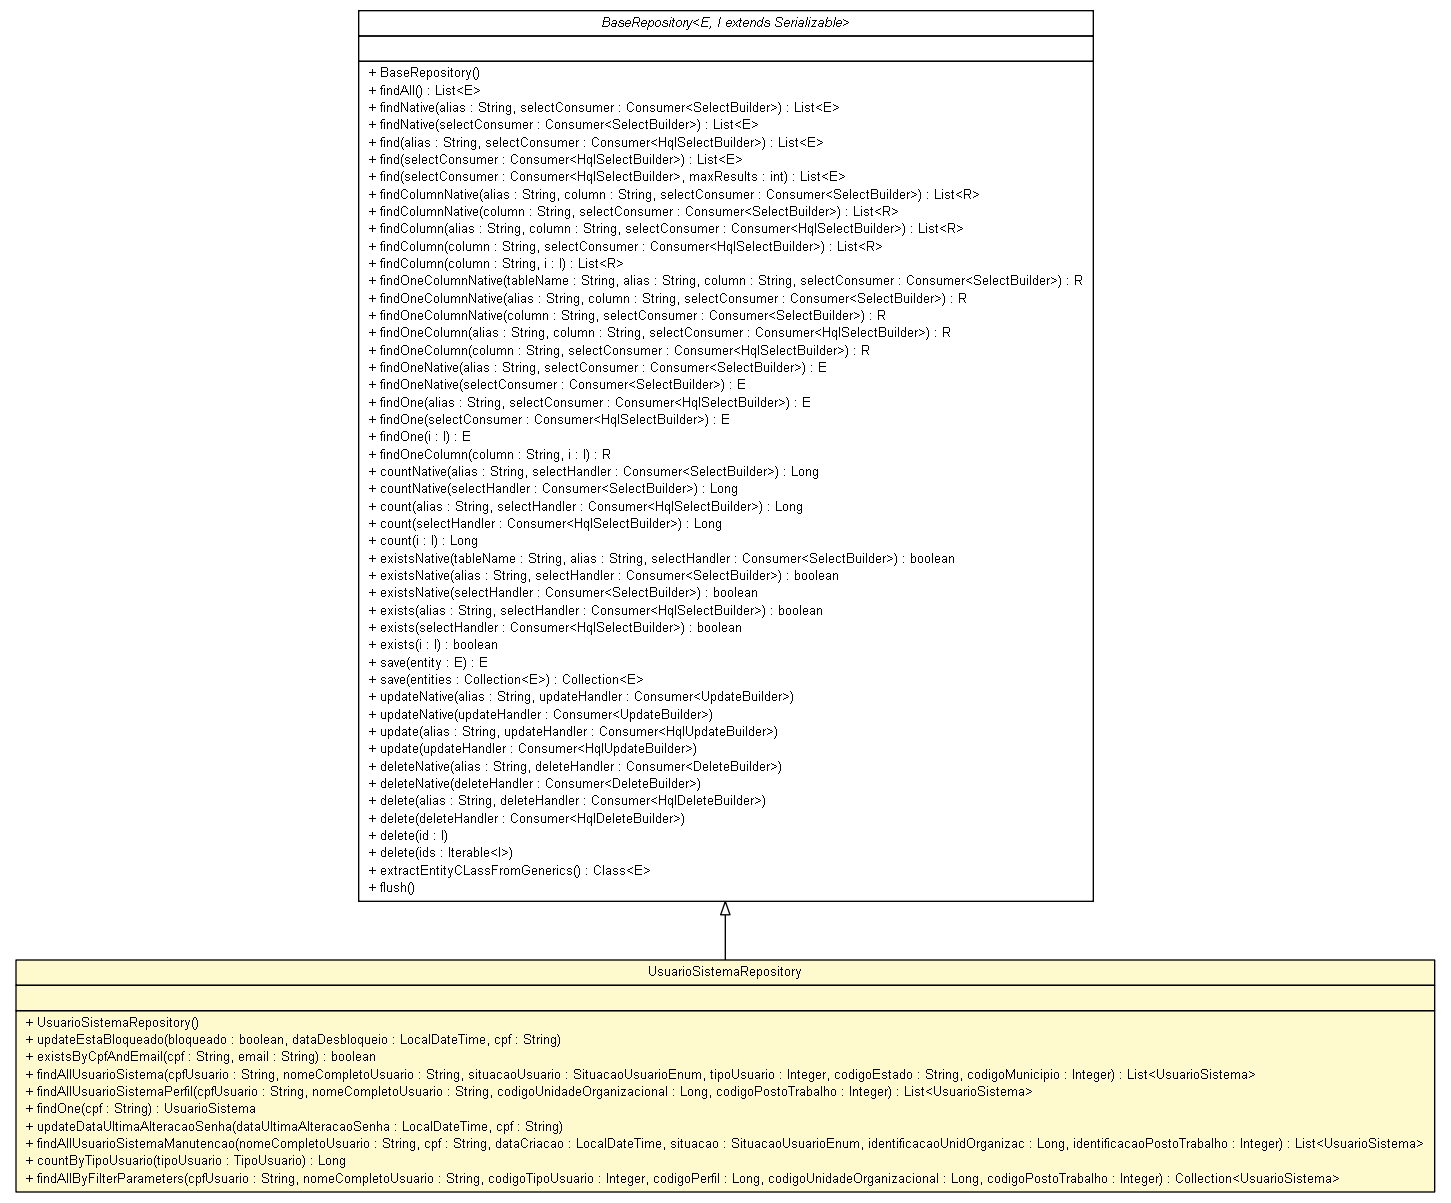 BaseRepository<E, I extends Serializable>
+ BaseRepository()
+ findAll() : List<E>
+ findNative(alias : String, selectConsumer : Consumer<SelectBuilder>) : List<E>
+ findNative(selectConsumer : Consumer<SelectBuilder>) : List<E>
+ find(alias : String, selectConsumer : Consumer<HqlSelectBuilder>) : List<E>
+ find(selectConsumer : Consumer<HqlSelectBuilder>) : List<E>
+ find(selectConsumer : Consumer<HqlSelectBuilder>, maxResults : int) : List<E>
+ findColumnNative(alias : String, column : String, selectConsumer : Consumer<SelectBuilder>) : List<R>
+ findColumnNative(column : String, selectConsumer : Consumer<SelectBuilder>) : List<R>
+ findColumn(alias : String, column : String, selectConsumer : Consumer<HqlSelectBuilder>) : List<R>
+ findColumn(column : String, selectConsumer : Consumer<HqlSelectBuilder>) : List<R>
+ findColumn(column : String, i : I) : List<R>
+ findOneColumnNative(tableName : String, alias : String, column : String, selectConsumer : Consumer<SelectBuilder>) : R
+ findOneColumnNative(alias : String, column : String, selectConsumer : Consumer<SelectBuilder>) : R
+ findOneColumnNative(column : String, selectConsumer : Consumer<SelectBuilder>) : R
+ findOneColumn(alias : String, column : String, selectConsumer : Consumer<HqlSelectBuilder>) : R
+ findOneColumn(column : String, selectConsumer : Consumer<HqlSelectBuilder>) : R
+ findOneNative(alias : String, selectConsumer : Consumer<SelectBuilder>) : E
+ findOneNative(selectConsumer : Consumer<SelectBuilder>) : E
+ findOne(alias : String, selectConsumer : Consumer<HqlSelectBuilder>) : E
+ findOne(selectConsumer : Consumer<HqlSelectBuilder>) : E
+ findOne(i : I) : E
+ findOneColumn(column : String, i : I) : R
+ countNative(alias : String, selectHandler : Consumer<SelectBuilder>) : Long
+ countNative(selectHandler : Consumer<SelectBuilder>) : Long
+ count(alias : String, selectHandler : Consumer<HqlSelectBuilder>) : Long
+ count(selectHandler : Consumer<HqlSelectBuilder>) : Long
+ count(i : I) : Long
+ existsNative(tableName : String, alias : String, selectHandler : Consumer<SelectBuilder>) : boolean
+ existsNative(alias : String, selectHandler : Consumer<SelectBuilder>) : boolean
+ existsNative(selectHandler : Consumer<SelectBuilder>) : boolean
+ exists(alias : String, selectHandler : Consumer<HqlSelectBuilder>) : boolean
+ exists(selectHandler : Consumer<HqlSelectBuilder>) : boolean
+ exists(i : I) : boolean
+ save(entity : E) : E
+ save(entities : Collection<E>) : Collection<E>
+ updateNative(alias : String, updateHandler : Consumer<UpdateBuilder>)
+ updateNative(updateHandler : Consumer<UpdateBuilder>)
+ update(alias : String, updateHandler : Consumer<HqlUpdateBuilder>)
+ update(updateHandler : Consumer<HqlUpdateBuilder>)
+ deleteNative(alias : String, deleteHandler : Consumer<DeleteBuilder>)
+ deleteNative(deleteHandler : Consumer<DeleteBuilder>)
+ delete(alias : String, deleteHandler : Consumer<HqlDeleteBuilder>)
+ delete(deleteHandler : Consumer<HqlDeleteBuilder>)
+ delete(id : I)
+ delete(ids : Iterable<I>)
+ extractEntityCLassFromGenerics() : Class<E>
+ flush()
UsuarioSistemaRepository
+ UsuarioSistemaRepository()
+ updateEstaBloqueado(bloqueado : boolean, dataDesbloqueio : LocalDateTime, cpf : String)
+ existsByCpfAndEmail(cpf : String, email : String) : boolean
+ findAllUsuarioSistema(cpfUsuario : String, nomeCompletoUsuario : String, situacaoUsuario : SituacaoUsuarioEnum, tipoUsuario : Integer, codigoEstado : String, codigoMunicipio : Integer) : List<UsuarioSistema>
+ findAllUsuarioSistemaPerfil(cpfUsuario : String, nomeCompletoUsuario : String, codigoUnidadeOrganizacional : Long, codigoPostoTrabalho : Integer) : List<UsuarioSistema>
+ findOne(cpf : String) : UsuarioSistema
+ updateDataUltimaAlteracaoSenha(dataUltimaAlteracaoSenha : LocalDateTime, cpf : String)
+ findAllUsuarioSistemaManutencao(nomeCompletoUsuario : String, cpf : String, dataCriacao : LocalDateTime, situacao : SituacaoUsuarioEnum, identificacaoUnidOrganizac : Long, identificacaoPostoTrabalho : Integer) : List<UsuarioSistema>
+ countByTipoUsuario(tipoUsuario : TipoUsuario) : Long
+ findAllByFilterParameters(cpfUsuario : String, nomeCompletoUsuario : String, codigoTipoUsuario : Integer, codigoPerfil : Long, codigoUnidadeOrganizacional : Long, codigoPostoTrabalho : Integer) : Collection<UsuarioSistema>